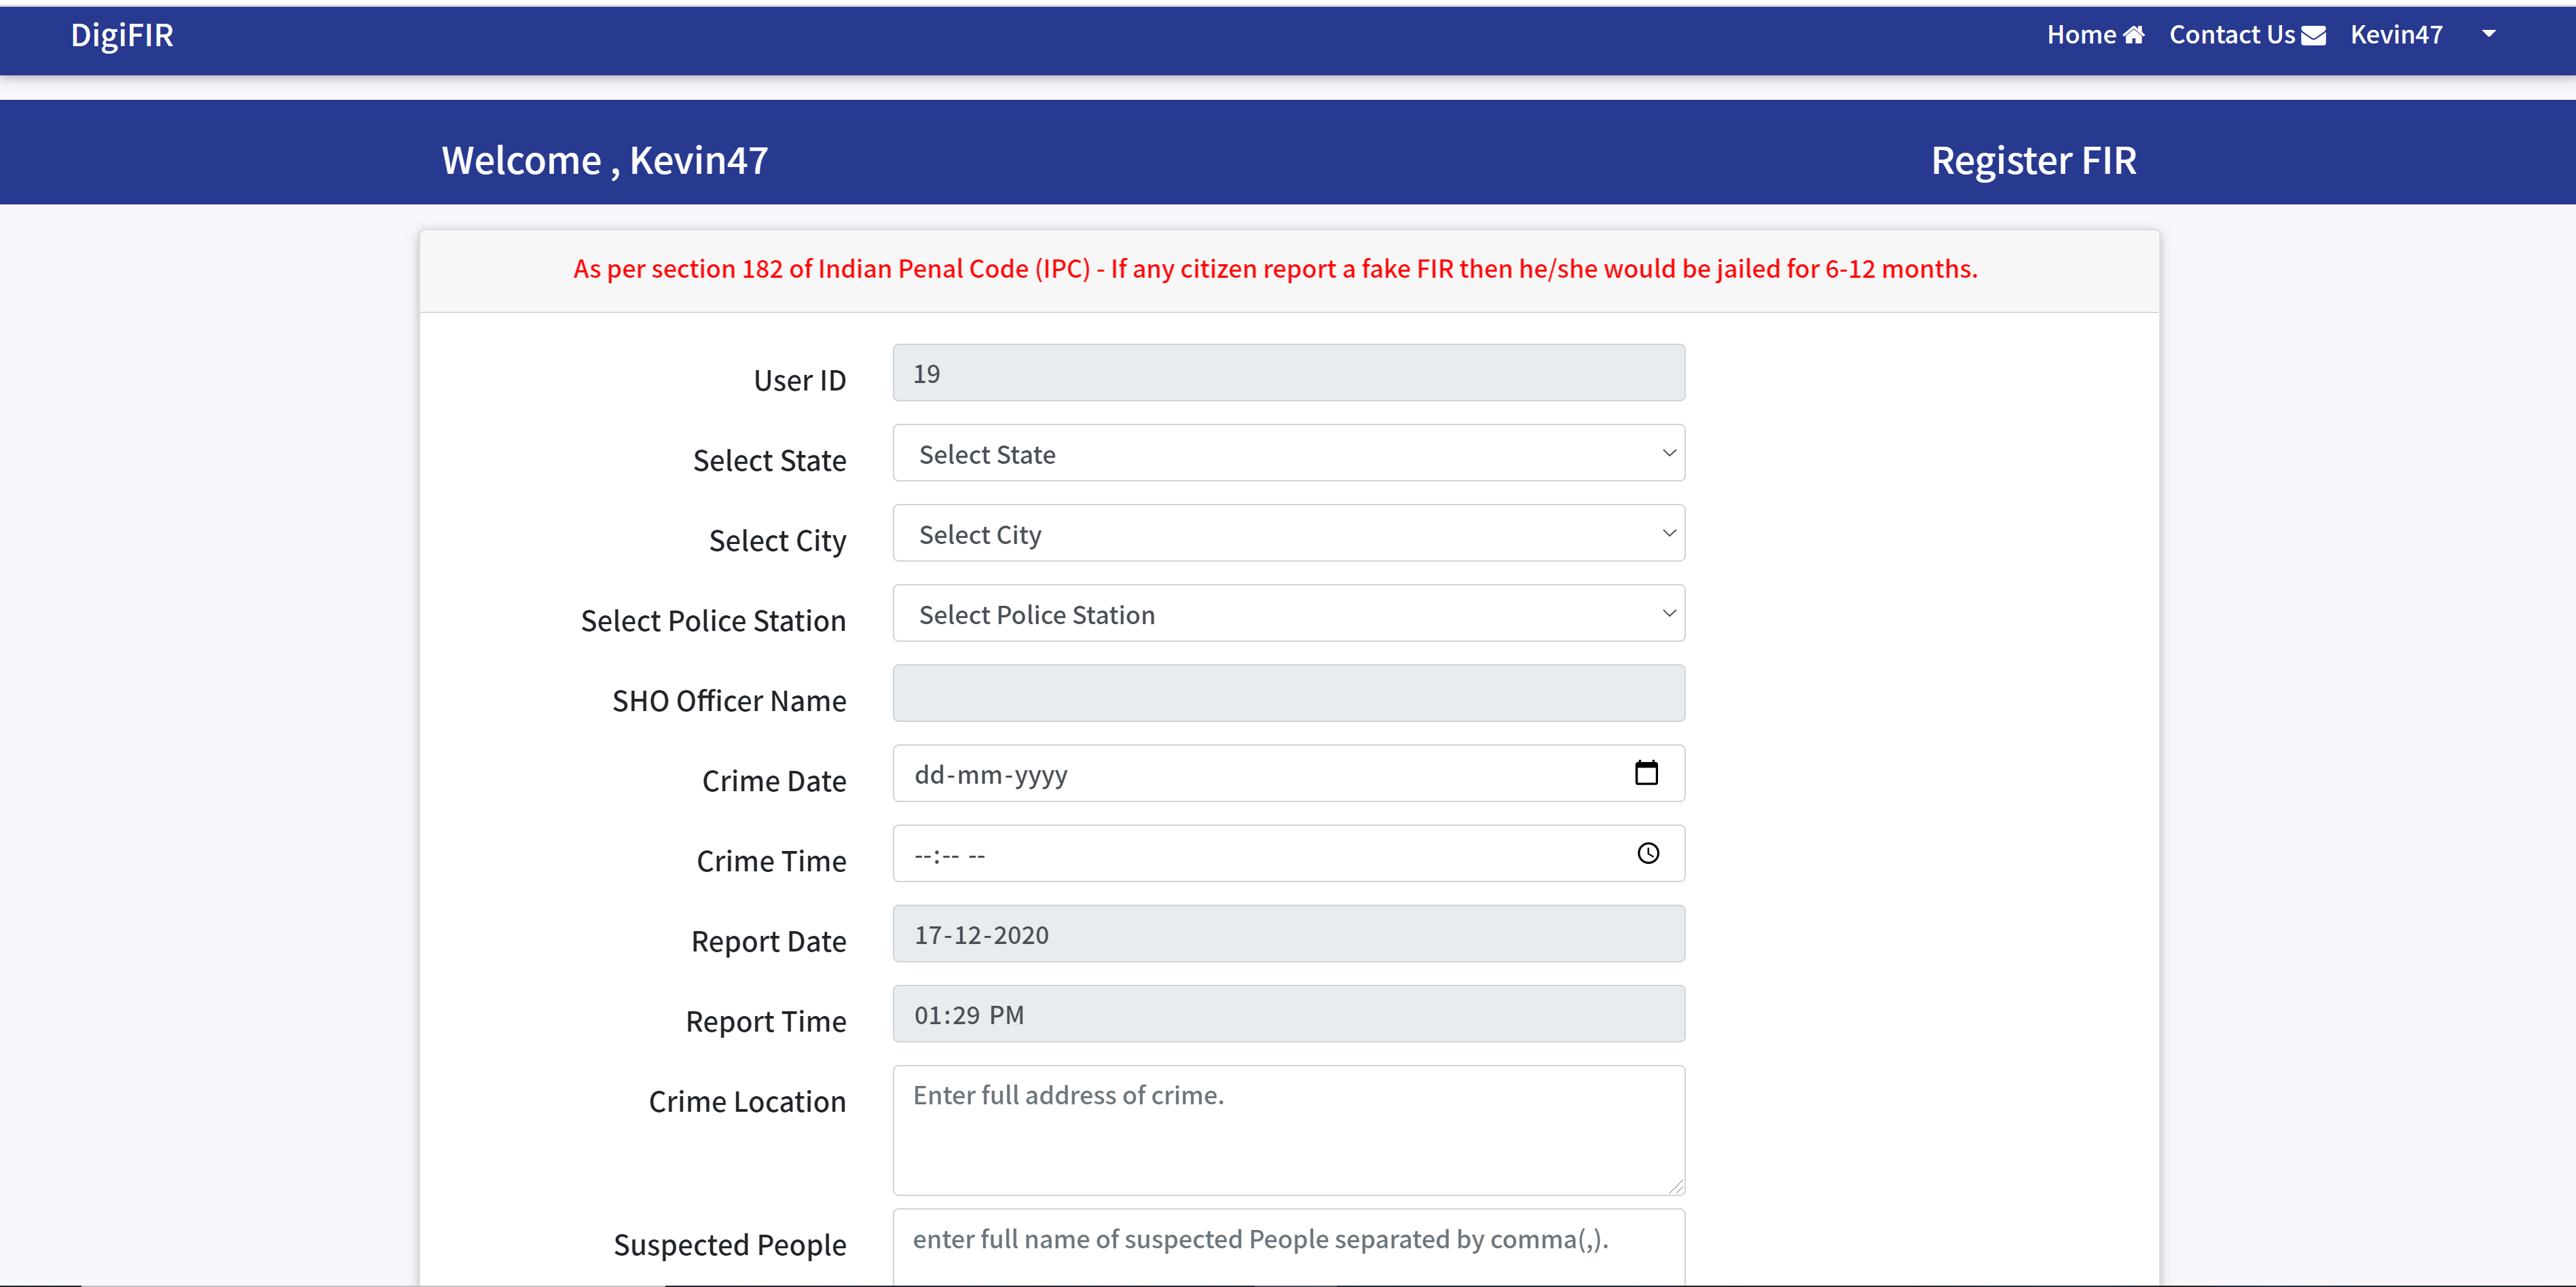 DigiFIR
Home Contact Us Kevin47
Welcome , Kevin47
Register FIR
As per section 182 of Indian Penal Code (IPC) - If any citizen report a fake FIR then he/she would be jailed for 6-12 months.
User ID 19
Select State Select State
Select City Select City
Select Police Station Select Police Station
SHO Officer Name
Crime Date dd-mm-yyyy
Crime Time --:-- --
Report Date 17-12-2020
Report Time 01:29 PM
Crime Location Enter full address of crime.
Suspected People enter full name of suspected People separated by comma(,).